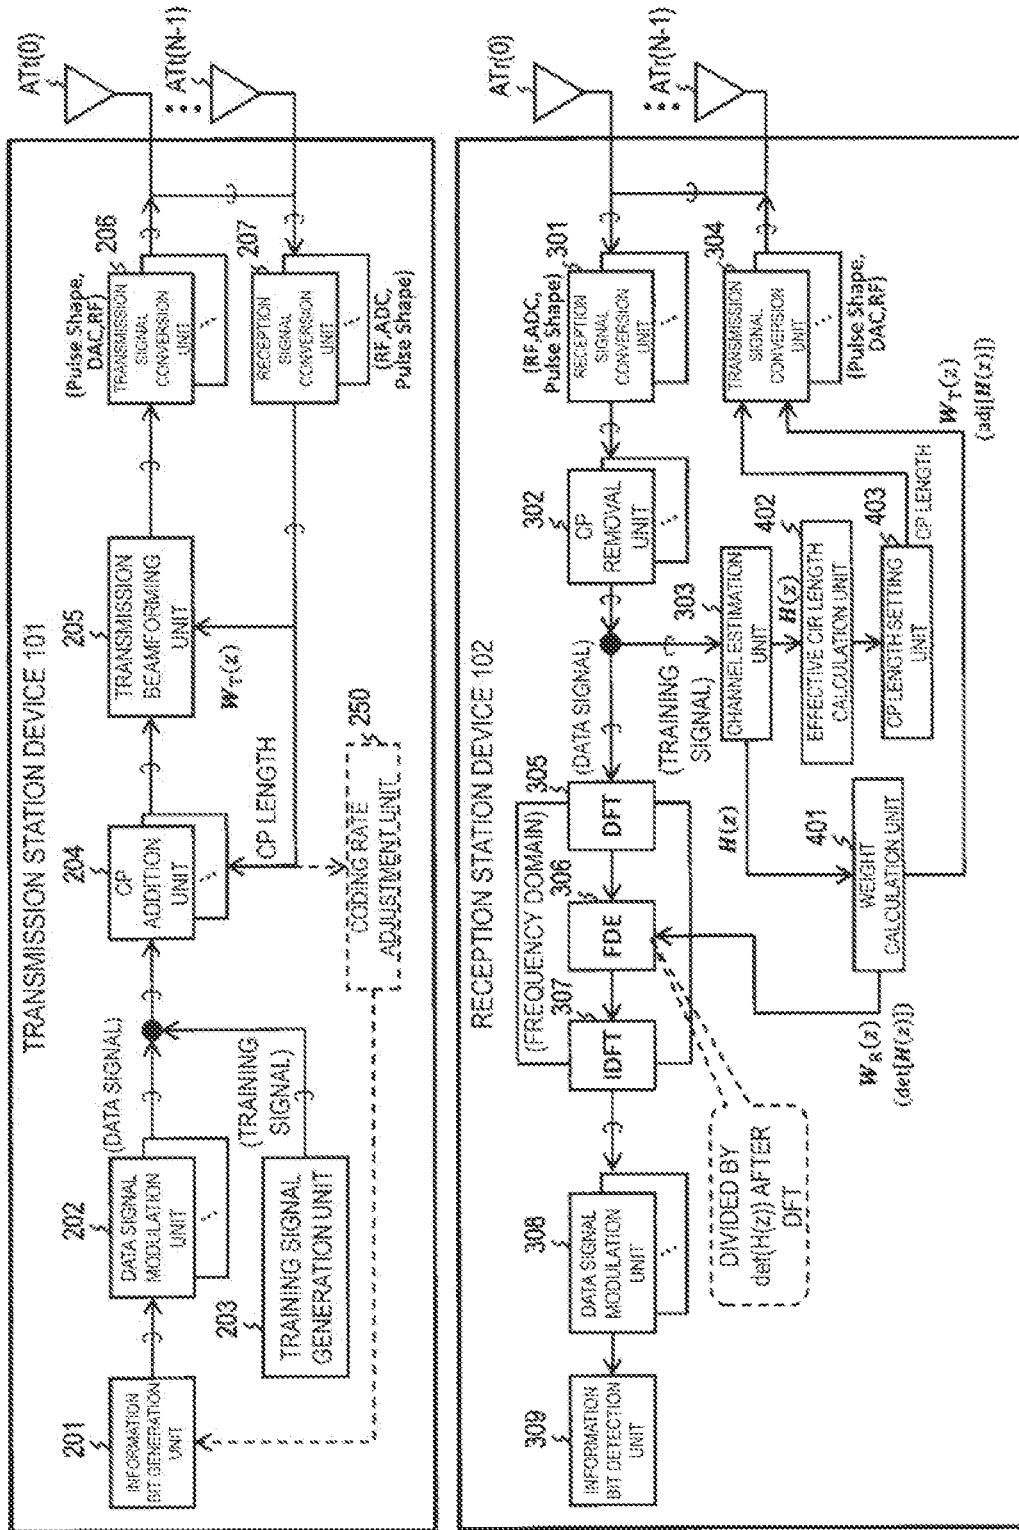 TRANSMISSION STATION DEVICE 101
201
INFORMATION
BIT GENERATION
UNIT
202
DATA SIGNAL
MODULATION
UNIT
(DATA SIGNAL)
203
TRAINING SIGNAL
GENERATION UNIT
(TRAINING
SIGNAL)
204
CP
ADDITION
UNIT
CP LENGTH
250
CODING RATE
ADJUSTMENT UNIT
205
TRANSMISSION
BEAMFORMING
UNIT
W_T(z)
(Pulse Shape,
DAC,RF)
206
TRANSMISSION
SIGNAL
CONVERSION
UNIT
207
RECEPTION
SIGNAL
CONVERSION
UNIT
(RF,ADC,
Pulse Shape)
ATt(0)
ATt(N-1)
RECEPTION STATION DEVICE 102
309
INFORMATION
BIT DETECTION
UNIT
308
DATA SIGNAL
MODULATION
UNIT
(FREQUENCY DOMAIN)
307
IDFT
306
FDE
305
DFT
DIVIDED BY
det(H(z)) AFTER
DFT
W_R(z)
(det[H(z)])
(DATA SIGNAL)
(TRAINING
SIGNAL)
302
CP
REMOVAL
UNIT
303
CHANNEL ESTIMATION
UNIT
H(z)
H(z)
402
EFFECTIVE CIR LENGTH
CALCULATION UNIT
403
CP LENGTH SETTING
UNIT
CP LENGTH
401
WEIGHT
CALCULATION UNIT
(RF,ADC,
Pulse Shape)
301
RECEPTION
SIGNAL
CONVERSION
UNIT
304
TRANSMISSION
SIGNAL
CONVERSION
UNIT
(Pulse Shape,
DAC,RF)
W_T(z)
(adj[H(z)])
ATr(0)
ATr(N-1)